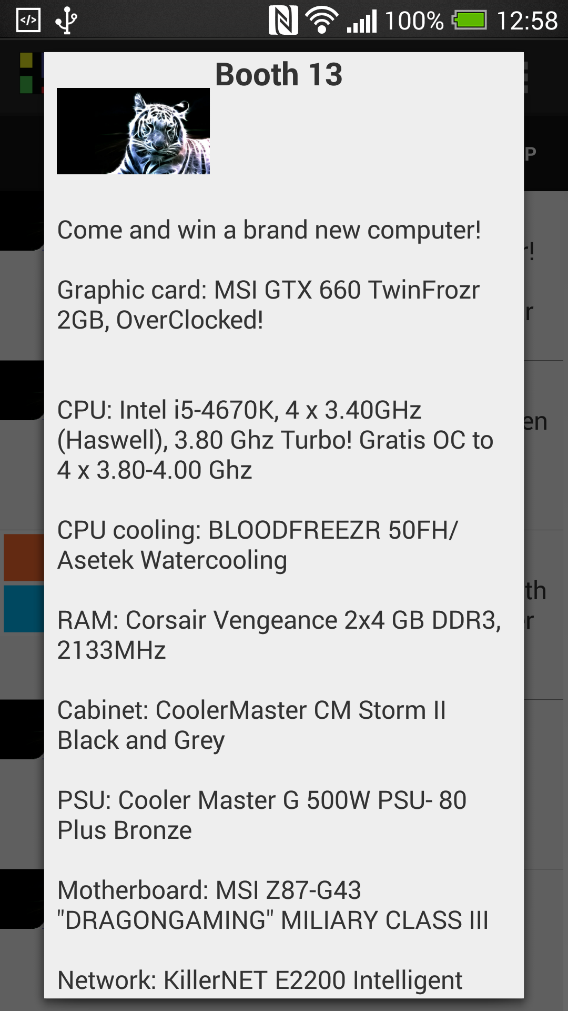 100% 12:58
Booth 13
P
Come and win a brand new computer!
r!
Graphic card: MSI GTX 660 TwinFrozr
r
2GB, OverClocked!
CPU: Intel i5-4670K, 4 x 3.40GHz
en
(Haswell), 3.80 Ghz Turbo! Gratis OC to
4 x 3.80-4.00 Ghz
CPU cooling: BLOODFREEZR 50FH/
Asetek Watercooling
th
RAM: Corsair Vengeance 2x4 GB DDR3,
r
2133MHz
Cabinet: CoolerMaster CM Storm II
Black and Grey
PSU: Cooler Master G 500W PSU- 80
Plus Bronze
Motherboard: MSI Z87-G43
"DRAGONGAMING" MILIARY CLASS III
Network: KillerNET E2200 Intelligent